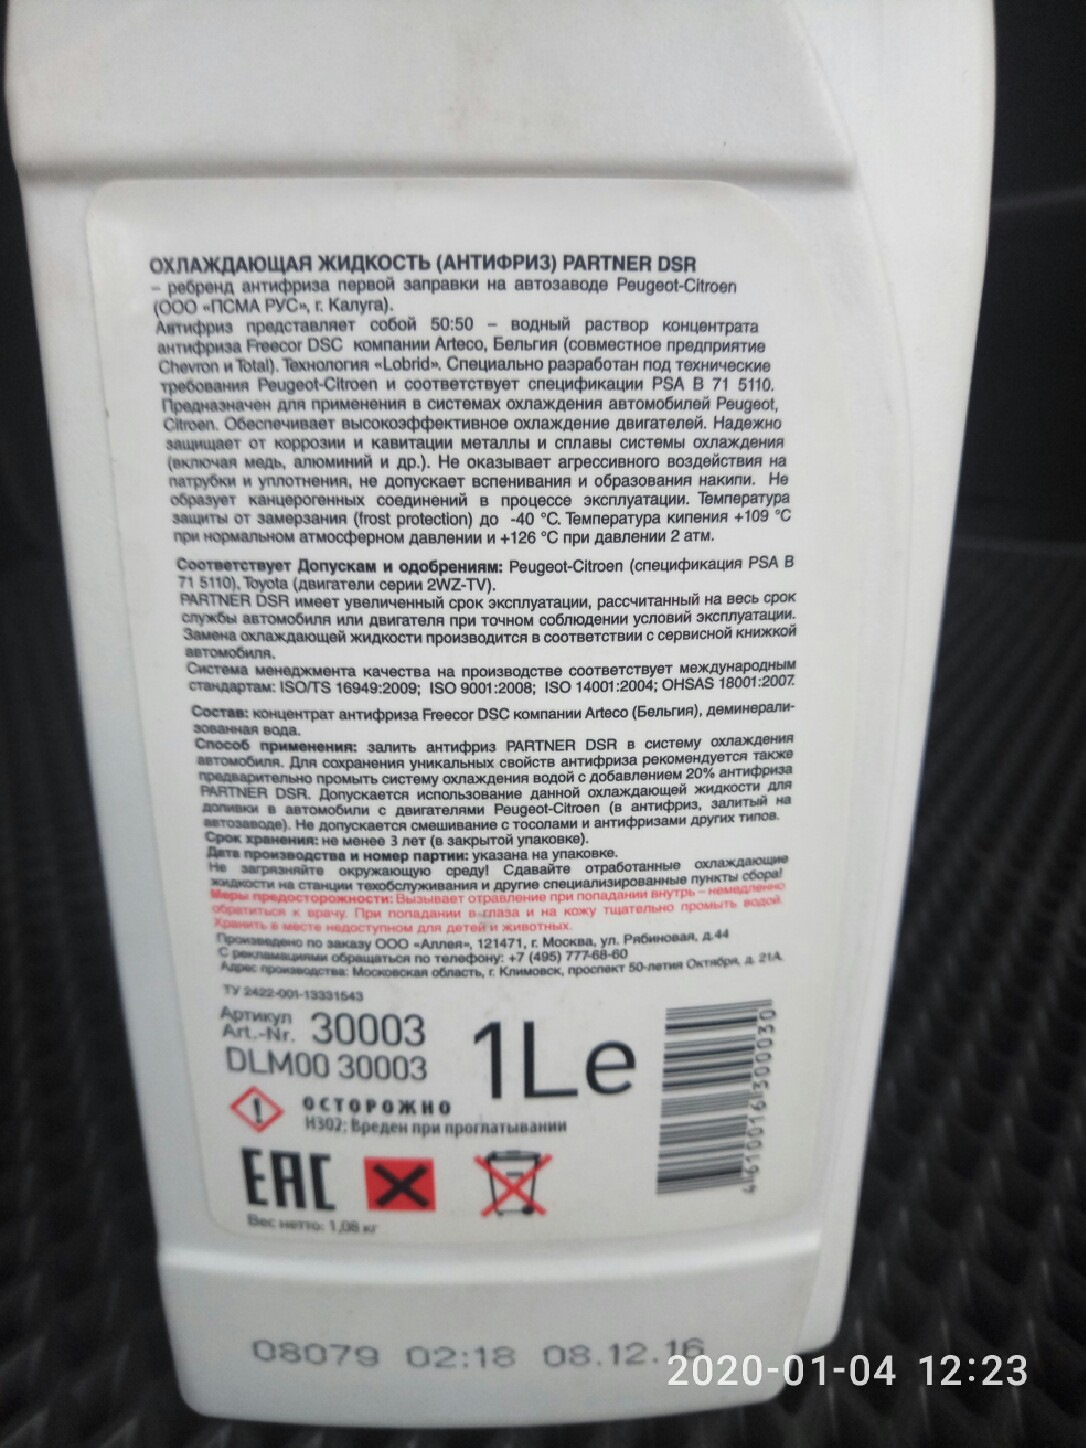 ОХЛАЖДАЮЩАЯ ЖИДКОСТЬ (АНТИФРИЗ) PARTNER DSR
– ребренд антифриза первой заправки на автозаводе Peugeot-Citroen
(ООО «ПСМА РУС», г. Калуга).
Антифриз представляет собой 50:50 – водный раствор концентрата
антифриза Freecor DSC компании Arteco, Бельгия (совместное предприятие
Chevron и Total). Технология «Lobrid». Специально разработан под технические
требования Peugeot-Citroen и соответствует спецификации PSA B 71 5110.
Предназначен для применения в системах охлаждения автомобилей Peugeot,
Citroen. Обеспечивает высокоэффективное охлаждение двигателей. Надежно
защищает от коррозии и кавитации металлы и сплавы системы охлаждения
(включая медь, алюминий и др.). Не оказывает агрессивного воздействия на
патрубки и уплотнения, не допускает вспенивания и образования накипи. Не
образует канцерогенных соединений в процессе эксплуатации. Температура
защиты от замерзания (frost protection) до -40 °C. Температура кипения +109 °C
при нормальном атмосферном давлении и +126 °C при давлении 2 атм.
Соответствует Допускам и одобрениям: Peugeot-Citroen (спецификация PSA B
71 5110), Toyota (двигатели серии 2WZ-TV).
PARTNER DSR имеет увеличенный срок эксплуатации, рассчитанный на весь срок
службы автомобиля или двигателя при точном соблюдении условий эксплуатации.
Замена охлаждающей жидкости производится в соответствии с сервисной книжкой
автомобиля.
Система менеджмента качества на производстве соответствует международным
стандартам: ISO/TS 16949:2009; ISO 9001:2008; ISO 14001:2004; OHSAS 18001:2007.
Состав: концентрат антифриза Freecor DSC компании Arteco (Бельгия), деминерали-
зованная вода.
Способ применения: залить антифриз PARTNER DSR в систему охлаждения
автомобиля. Для сохранения уникальных свойств антифриза рекомендуется также
предварительно промыть систему охлаждения водой с добавлением 20% антифриза
PARTNER DSR. Допускается использование данной охлаждающей жидкости для
доливки в автомобили с двигателями Peugeot-Citroen (в антифриз, залитый на
автозаводе). Не допускается смешивание с тосолами и антифризами других типов.
Срок хранения: не менее 3 лет (в закрытой упаковке).
Дата производства и номер партии: указана на упаковке.
Не загрязняйте окружающую среду! Сдавайте отработанные охлаждающие
жидкости на станции техобслуживания и другие специализированные пункты сбора!
Меры предосторожности: Вызывает отравление при попадании внутрь – немедленно
обратиться к врачу. При попадании в глаза и на кожу тщательно промыть водой.
Хранить в месте недоступном для детей и животных.
Произведено по заказу ООО «Аллея», 121471, г. Москва, ул. Рябиновая, д.44
С рекламациями обращаться по телефону: +7 (495) 777-68-60
Адрес производства: Московская область, г. Климовск, проспект 50-летия Октября, д. 21А.
ТУ 2422-001-13331543
Артикул
Art.-Nr. 30003
DLM00 30003
1Le
4610016300030
ОСТОРОЖНО
H302: Вреден при проглатывании
EAC
Вес нетто: 1,08 кг
08079 02:18 08.12.16
2020-01-04 12:23